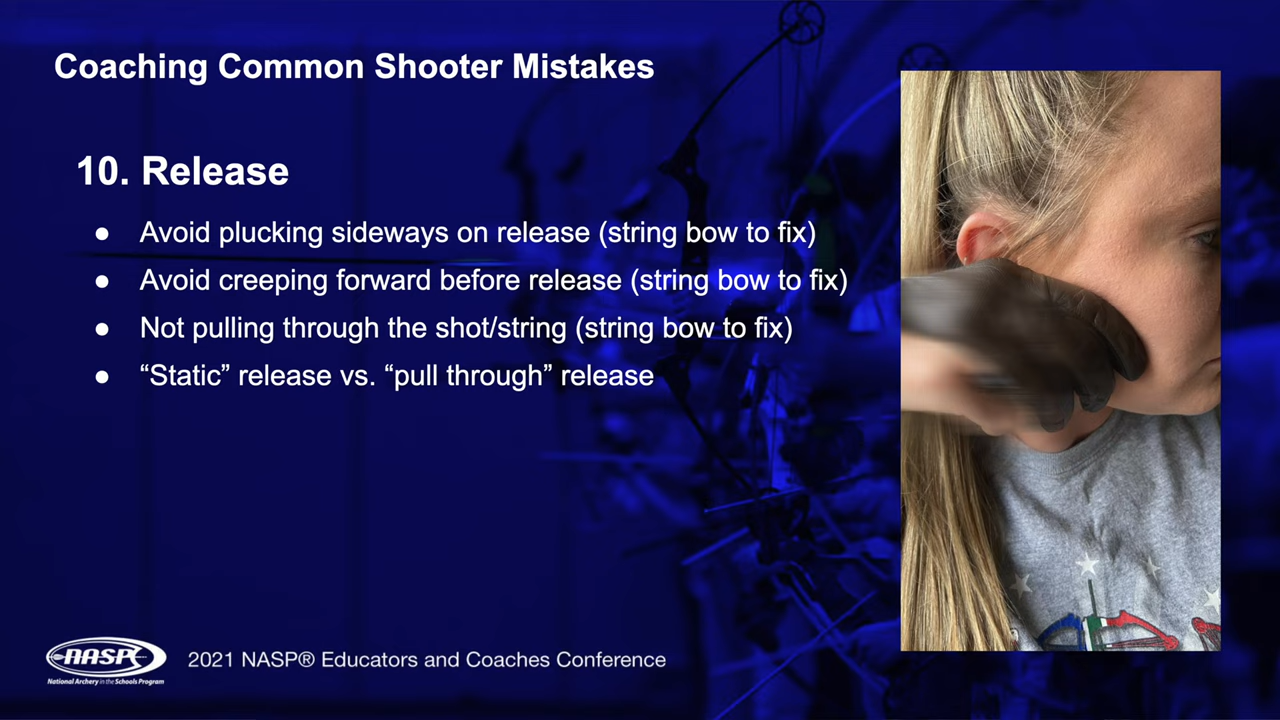 Coaching Common Shooter Mistakes
10. Release
● Avoid plucking sideways on release (string bow to fix)
● Avoid creeping forward before release (string bow to fix)
● Not pulling through the shot/string (string bow to fix)
● “Static” release vs. “pull through” release
NASP
National Archery in the Schools Program
2021 NASP® Educators and Coaches Conference